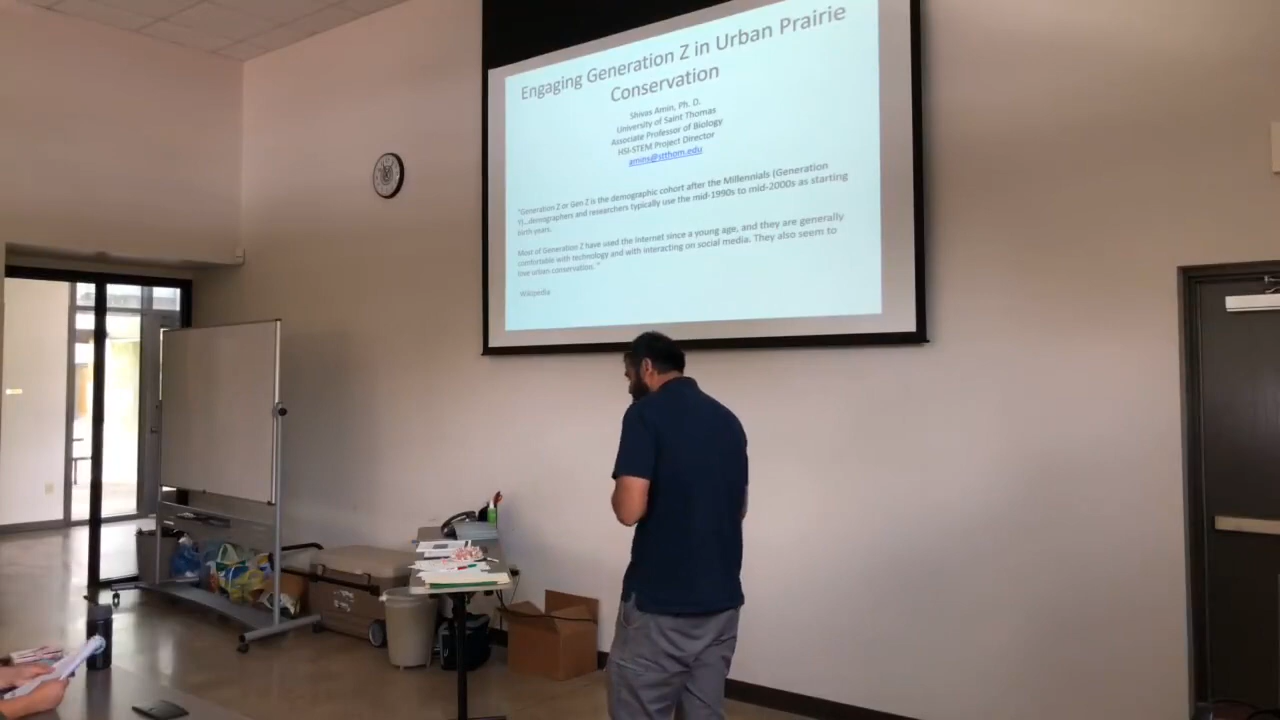 Engaging Generation Z in Urban Prairie
Conservation
Shivas Amin, Ph. D.
University of Saint Thomas
Associate Professor of Biology
HSI-STEM Project Director
amins@stthom.edu
"Generation Z or Gen Z is the demographic cohort after the Millennials (Generation
Y)...demographers and researchers typically use the mid-1990s to mid-2000s as starting
birth years.
Most of Generation Z have used the Internet since a young age, and they are generally
comfortable with technology and with interacting on social media. They also seem to
love urban conservation. "
Wikipedia